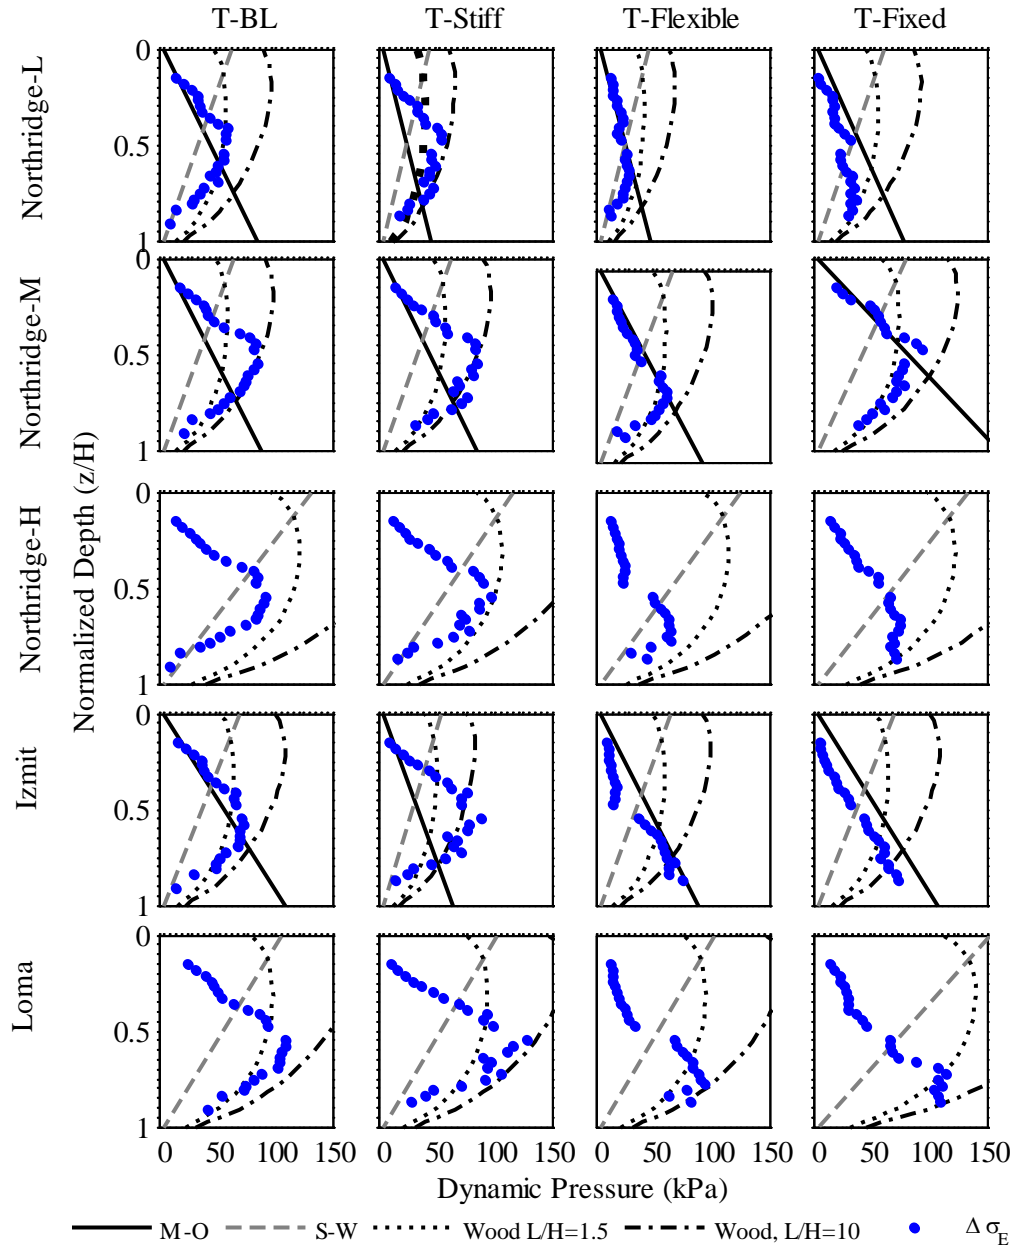 T-BL T-Stiff T-Flexible T-Fixed
Northridge-L
0
0.5
1
Northridge-M
0
0.5
1
Normalized Depth (z/H)
Northridge-H
0
0.5
1
Izmit
0
0.5
1
Loma
0
0.5
1
0 50 100 150 0 50 100 150 0 50 100 150 0 50 100 150
Dynamic Pressure (kPa)
M-O S-W Wood L/H=1.5 Wood, L/H=10 Δ σE